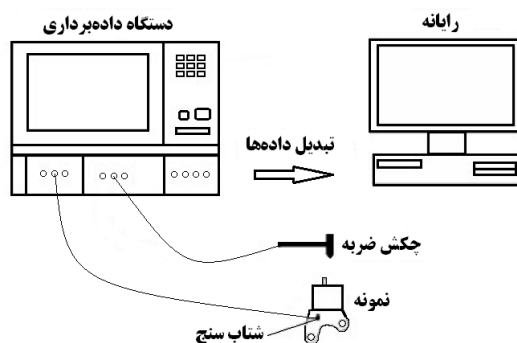 رایانه
دستگاه داده‌برداری
تبدیل داده‌ها
چکش ضربه
نمونه
شتاب سنج